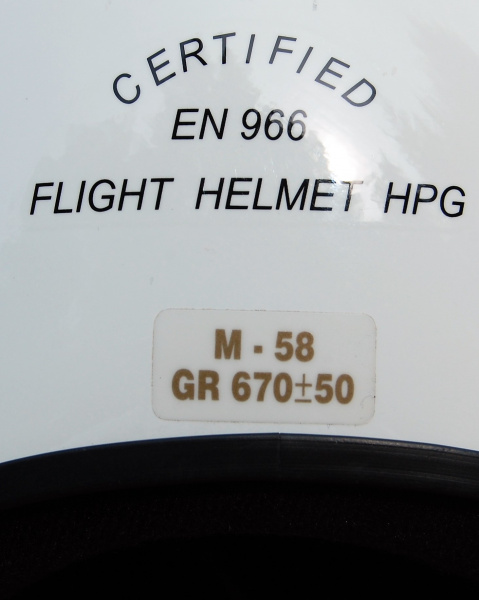 CERTIFIED
EN 966
FLIGHT HELMET HPG
M - 58
GR 670±50